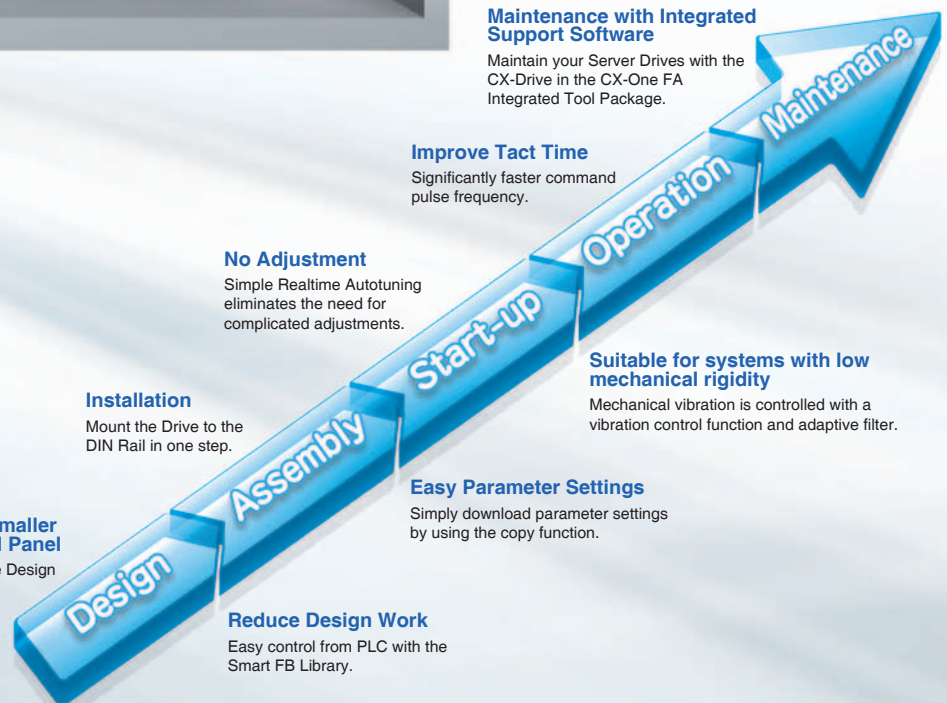 Maintenance with Integrated
Support Software
Maintain your Server Drives with the
CX-Drive in the CX-One FA
Integrated Tool Package.
Maintenance
Improve Tact Time
Significantly faster command
pulse frequency.
Operation
No Adjustment
Simple Realtime Autotuning
eliminates the need for
complicated adjustments.
Start-up
Suitable for systems with low
mechanical rigidity
Mechanical vibration is controlled with a
vibration control function and adaptive filter.
Installation
Mount the Drive to the
DIN Rail in one step.
Assembly
Easy Parameter Settings
Simply download parameter settings
by using the copy function.
Panel
Design
Design
Reduce Design Work
Easy control from PLC with the
Smart FB Library.